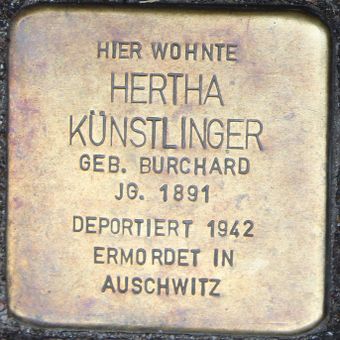 HIER WOHNTE
HERTHA
KÜNSTLINGER
GEB. BURCHARD
JG. 1891
DEPORTIERT 1942
ERMORDET IN
AUSCHWITZ